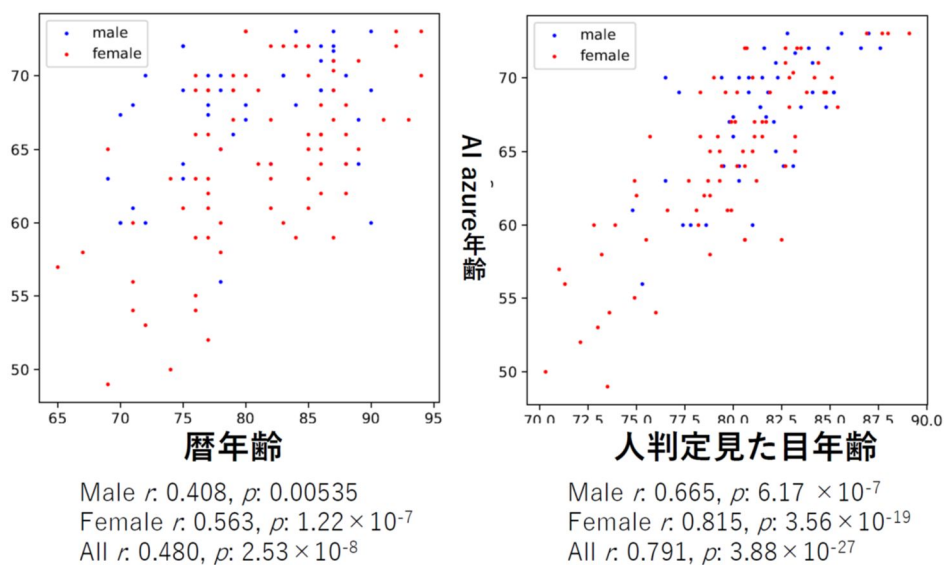 male
female
70
65
60
55
50
65
70
75
80
85
90
95
暦年齢
Male r: 0.408, p: 0.00535
Female r: 0.563, p: 1.22×10-7
All r: 0.480, p: 2.53×10-8
AI azure年齢
male
female
70
65
60
55
50
70.0
72.5
75.0
77.5
80.0
82.5
85.0
87.5
90.0
人判定見た目年齢
Male r: 0.665, p: 6.17 ×10-7
Female r: 0.815, p: 3.56×10-19
All r: 0.791, p: 3.88×10-27